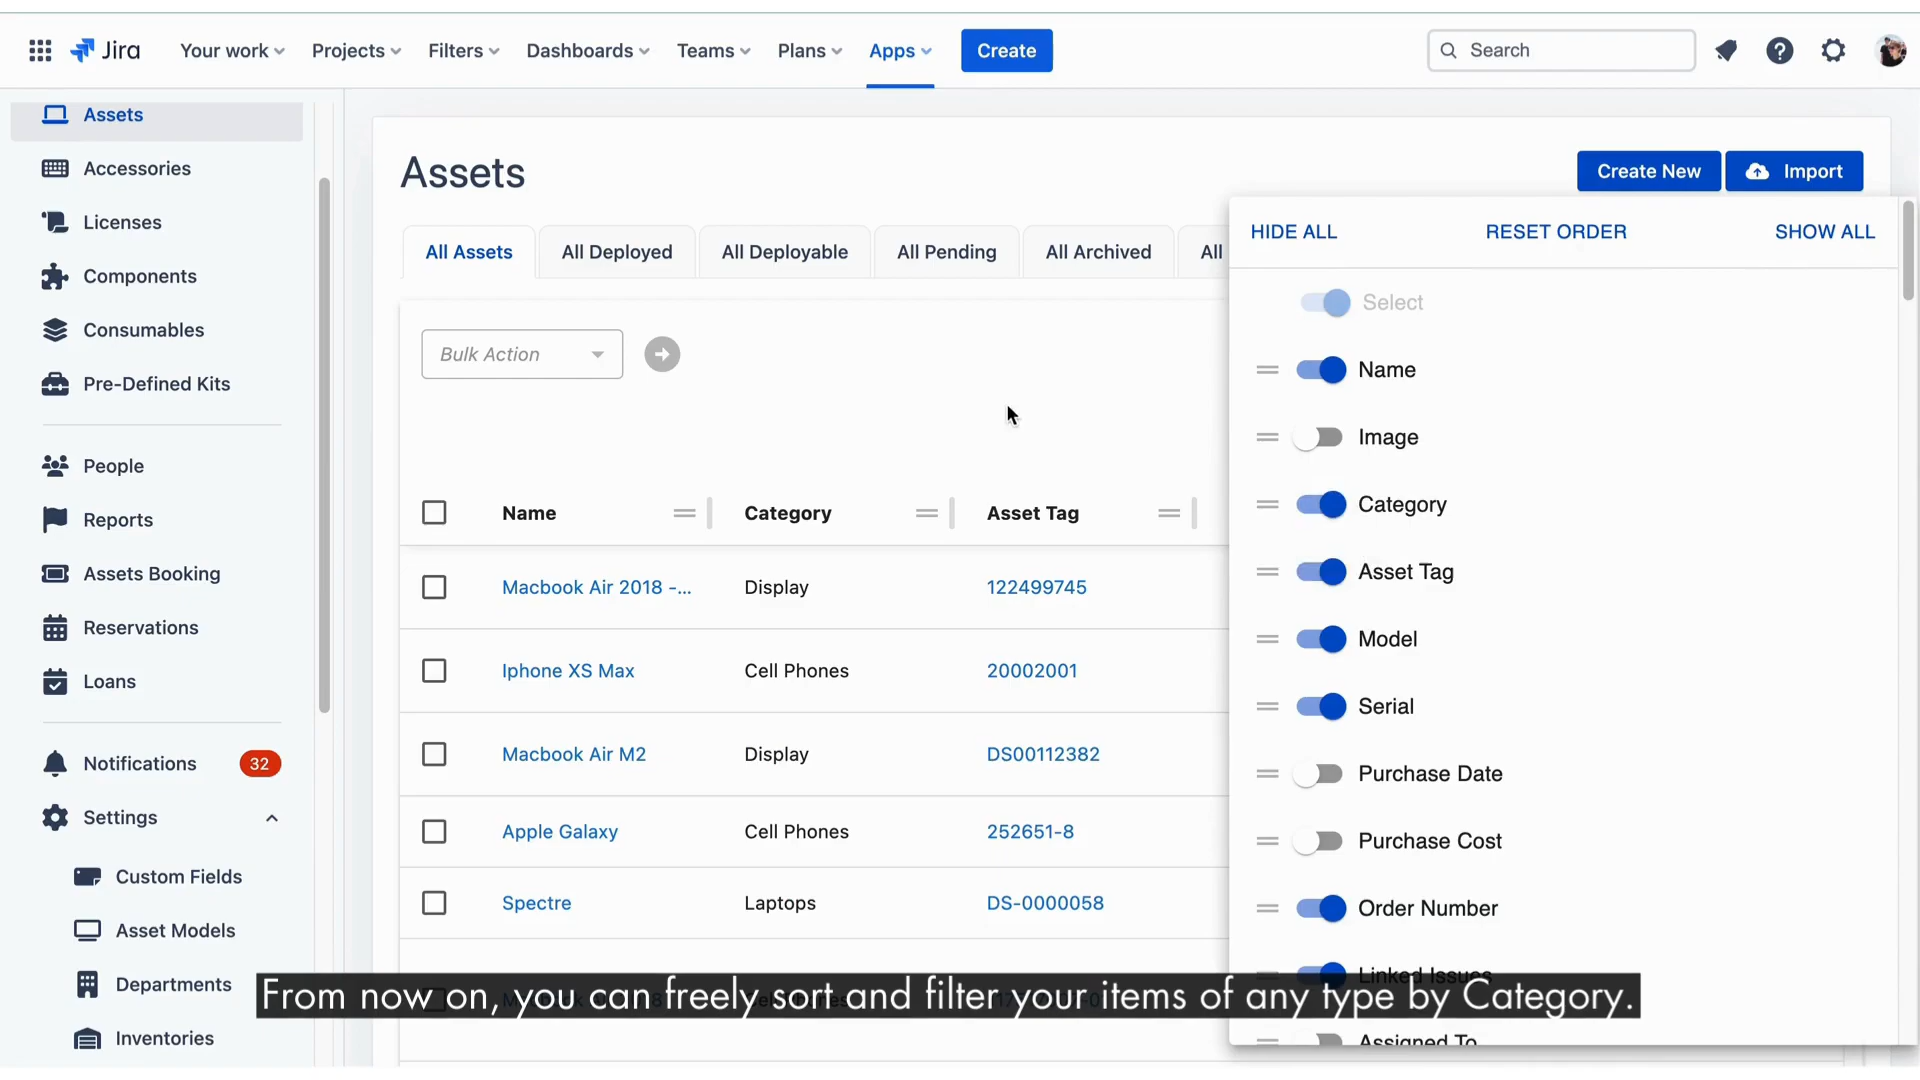 Jira
Your work
Projects
Filters
Dashboards
Teams
Plans
Apps
Create
Search
Assets
Accessories
Licenses
Components
Consumables
Pre-Defined Kits
People
Reports
Assets Booking
Reservations
Loans
Notifications 32
Settings
Custom Fields
Asset Models
Departments
Inventories
Assets
Create New
Import
All Assets
All Deployed
All Deployable
All Pending
All Archived
All
Bulk Action
Name Category Asset Tag
Macbook Air 2018 -... Display 122499745
Iphone XS Max Cell Phones 20002001
Macbook Air M2 Display DS00112382
Apple Galaxy Cell Phones 252651-8
Spectre Laptops DS-0000058
HIDE ALL
RESET ORDER
SHOW ALL
Select
Name
Image
Category
Asset Tag
Model
Serial
Purchase Date
Purchase Cost
Order Number
Linked Issues
Assigned To
From now on, you can freely sort and filter your items of any type by Category.